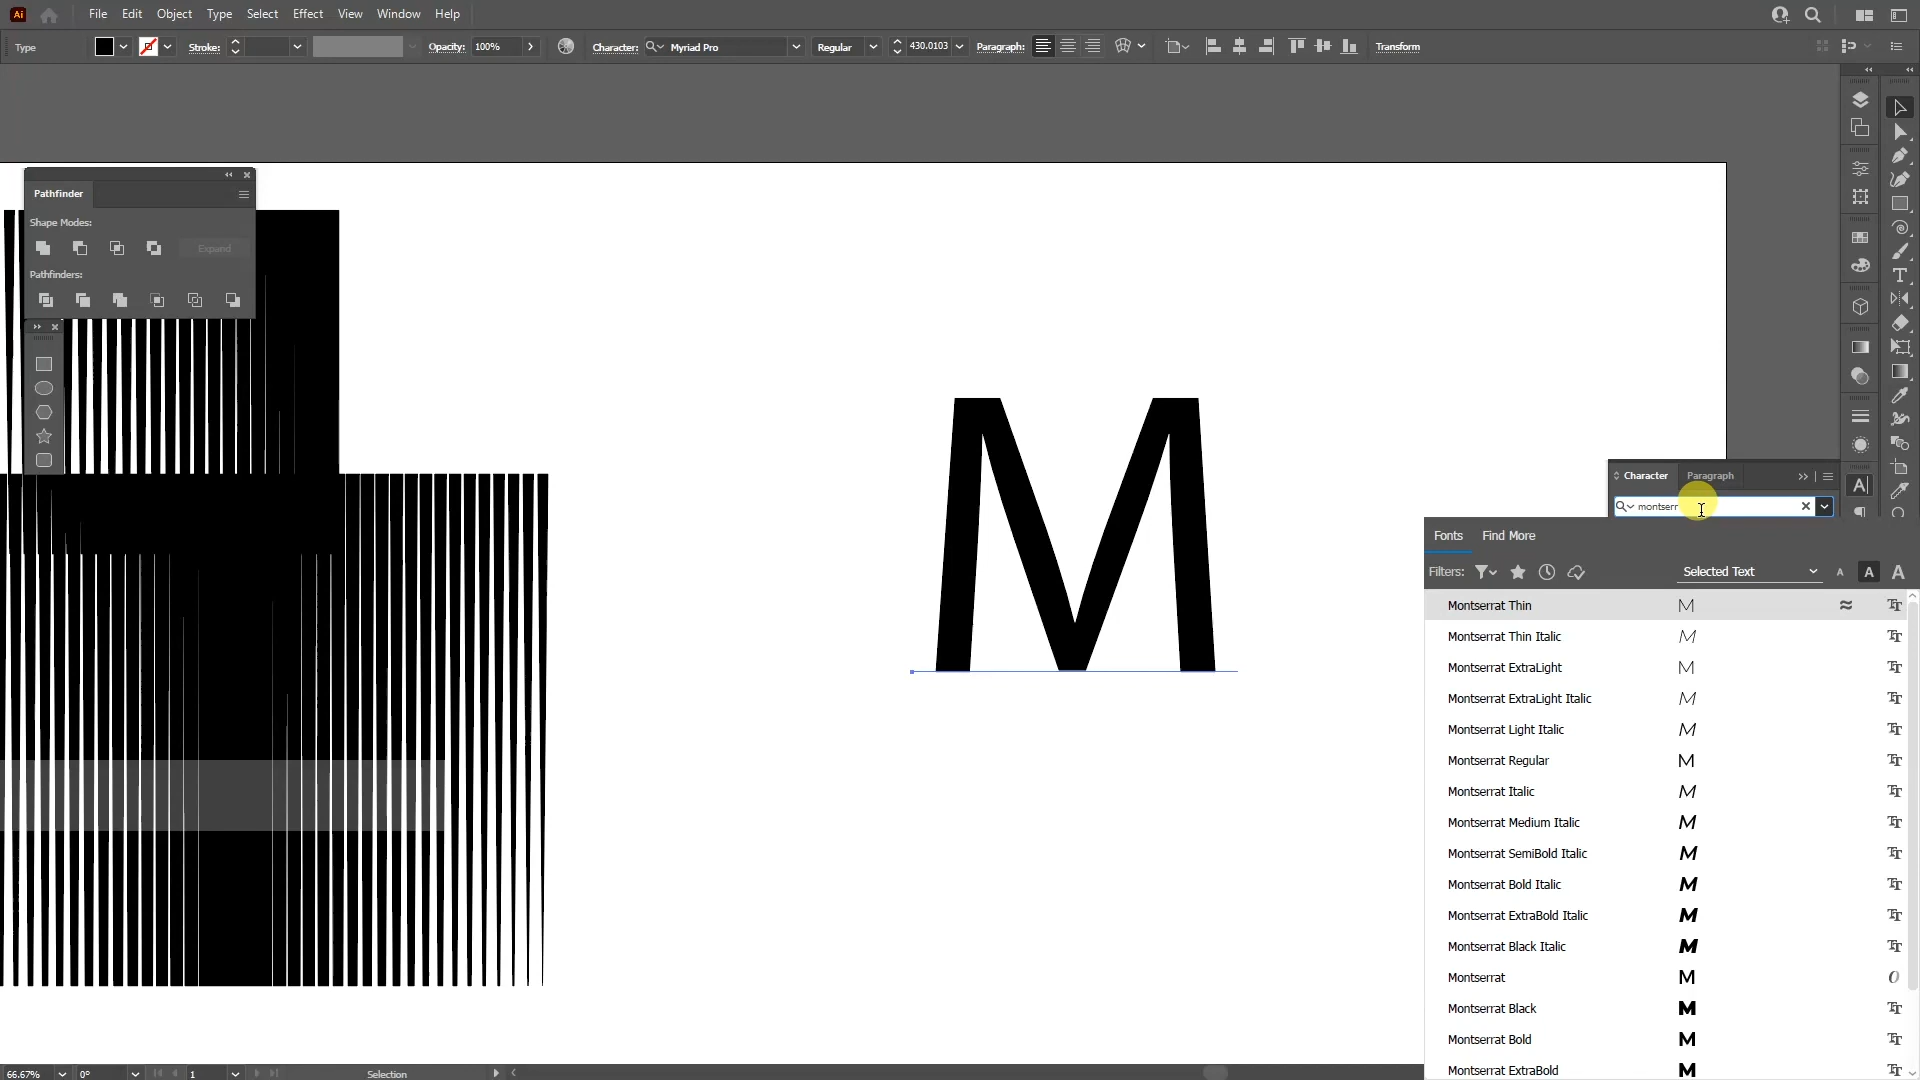 Ai File Edit Object Type Select Effect View Window Help
Type Stroke: Opacity: 100% Character: Myriad Pro Regular 430.0103 Paragraph: Transform
Pathfinder
Shape Modes:
Expand
Pathfinders:
M
Character Paragraph
montserr
Fonts Find More
Filters: Selected Text A A A
Montserrat Thin M
Montserrat Thin Italic M
Montserrat ExtraLight M
Montserrat ExtraLight Italic M
Montserrat Light Italic M
Montserrat Regular M
Montserrat Italic M
Montserrat Medium Italic M
Montserrat SemiBold Italic M
Montserrat Bold Italic M
Montserrat ExtraBold Italic M
Montserrat Black Italic M
Montserrat M
Montserrat Black M
Montserrat Bold M
Montserrat ExtraBold M
66.67% 0° 1 Selection